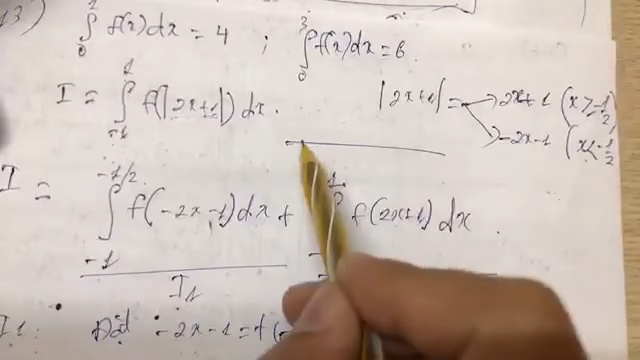 13) ∫₀¹ f(x)dx = 4 ; ∫₀³ f(x)dx = 6.
I = ∫₋₁¹ f(|2x+1|) dx.
|2x+1| = → 2x+1 (x > -1/2
→ -2x-1 (x < -1/2
I = ∫₋₁^(-1/2) f(-2x-1)dx + ∫ f(2x+1) dx
I₁
I1: Đặt -2x-1 = t